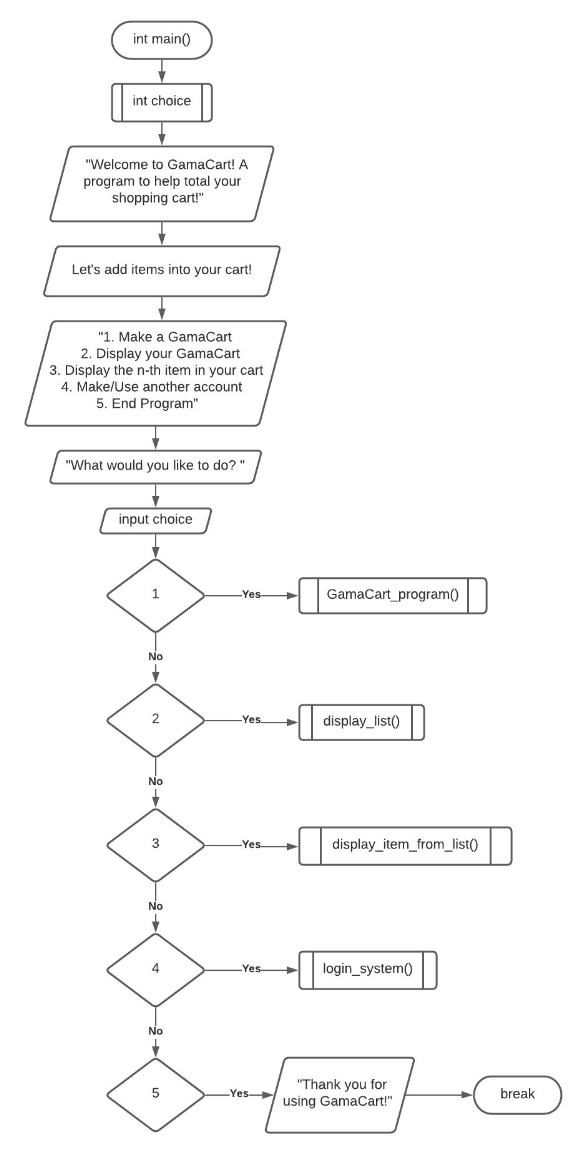 int main()
int choice
"Welcome to GamaCart! A
program to help total your
shopping cart!"
Let's add items into your cart!
"1. Make a GamaCart
2. Display your GamaCart
3. Display the n-th item in your cart
4. Make/Use another account
5. End Program"
"What would you like to do? "
input choice
1
Yes
GamaCart_program()
No
2
Yes
display_list()
No
3
Yes
display_item_from_list()
No
4
Yes
login_system()
No
5
Yes
"Thank you for
using GamaCart!"
break